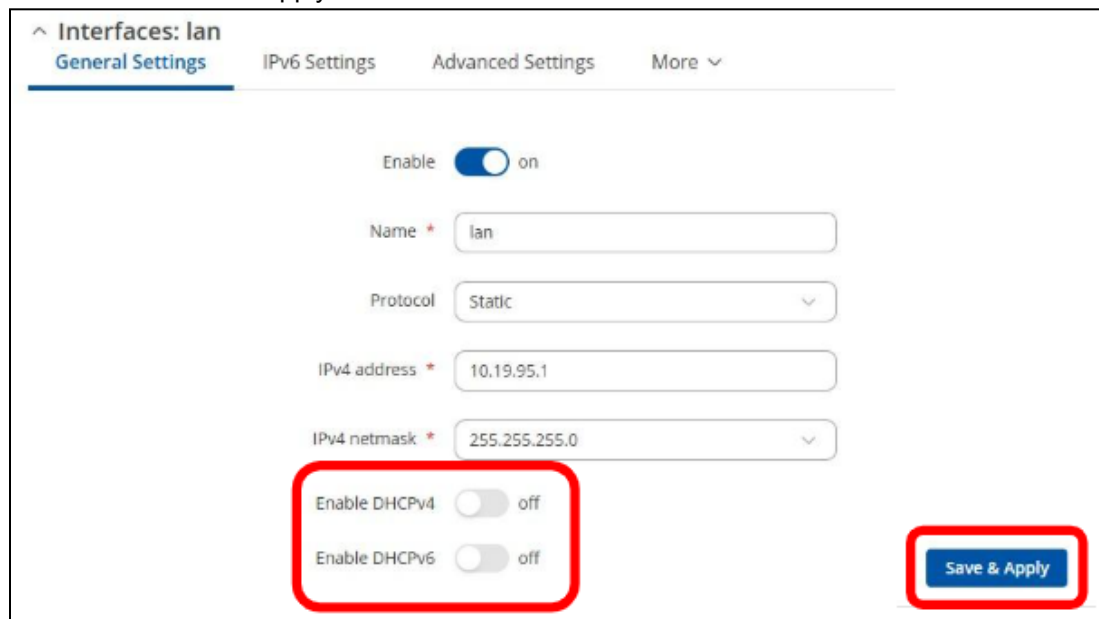 Interfaces: lan
General Settings IPv6 Settings Advanced Settings More
Enable on
Name * lan
Protocol Static
IPv4 address * 10.19.95.1
IPv4 netmask * 255.255.255.0
Enable DHCPv4 off
Enable DHCPv6 off
Save & Apply